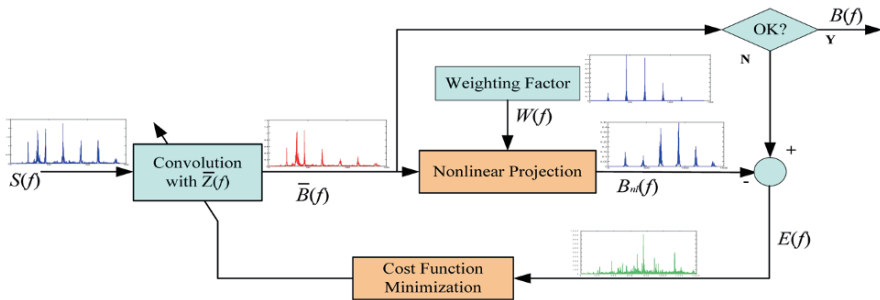 B(f)
OK?
Y
N
Weighting Factor
W(f)
S(f)
Convolution
with Z̅(f)
B̅(f)
Nonlinear Projection
Bnl(f)
+
-
E(f)
Cost Function
Minimization